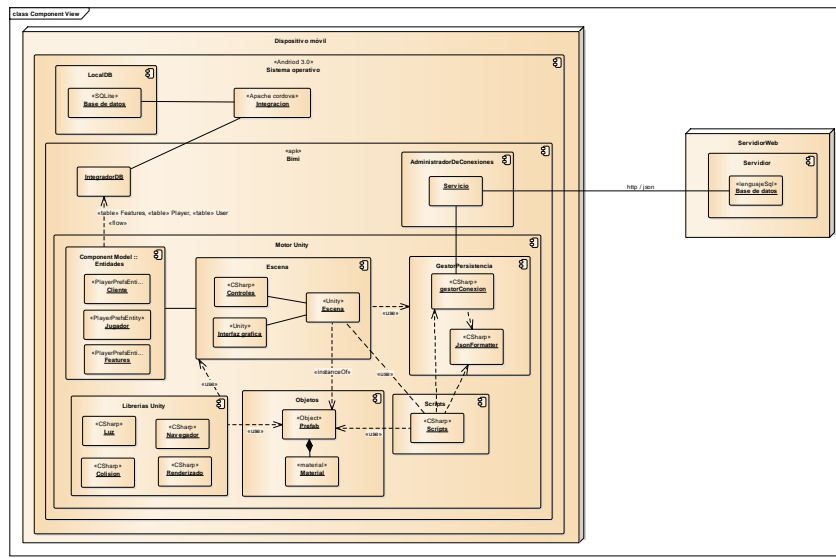 class Component View
Dispositivo móvil
«Andriod 3.0»
Sistema operativo
LocalDB
«SQLite»
Base de datos
«Apache cordova»
Integracion
«apk»
Bimi
IntegradorDB
AdministradorDeConexiones
Servicio
http / json
ServidiorWeb
Servidior
«lenguajeSql»
Base de datos
«table» Features, «table» Player, «table» User
«flow»
Motor Unity
Component Model ::
Entidades
«PlayerPrefsEnti...
Cliente
«PlayerPrefsEntity»
Jugador
«PlayerPrefsEnti...
Features
Escena
«CSharp»
Controles
«Unity»
Interfaz grafica
«Unity»
Escena
GestorPersistencia
«CSharp»
gestorConexion
«CSharp»
JsonFormatter
«use»
«instanceOf»
«use»
«use»
Librerias Unity
«CSharp»
Luz
«CSharp»
Navegador
«CSharp»
Colision
«CSharp»
Renderizado
«use»
Objetos
«Object»
Prefab
«material»
Material
«use»
Scripts
«CSharp»
Scripts